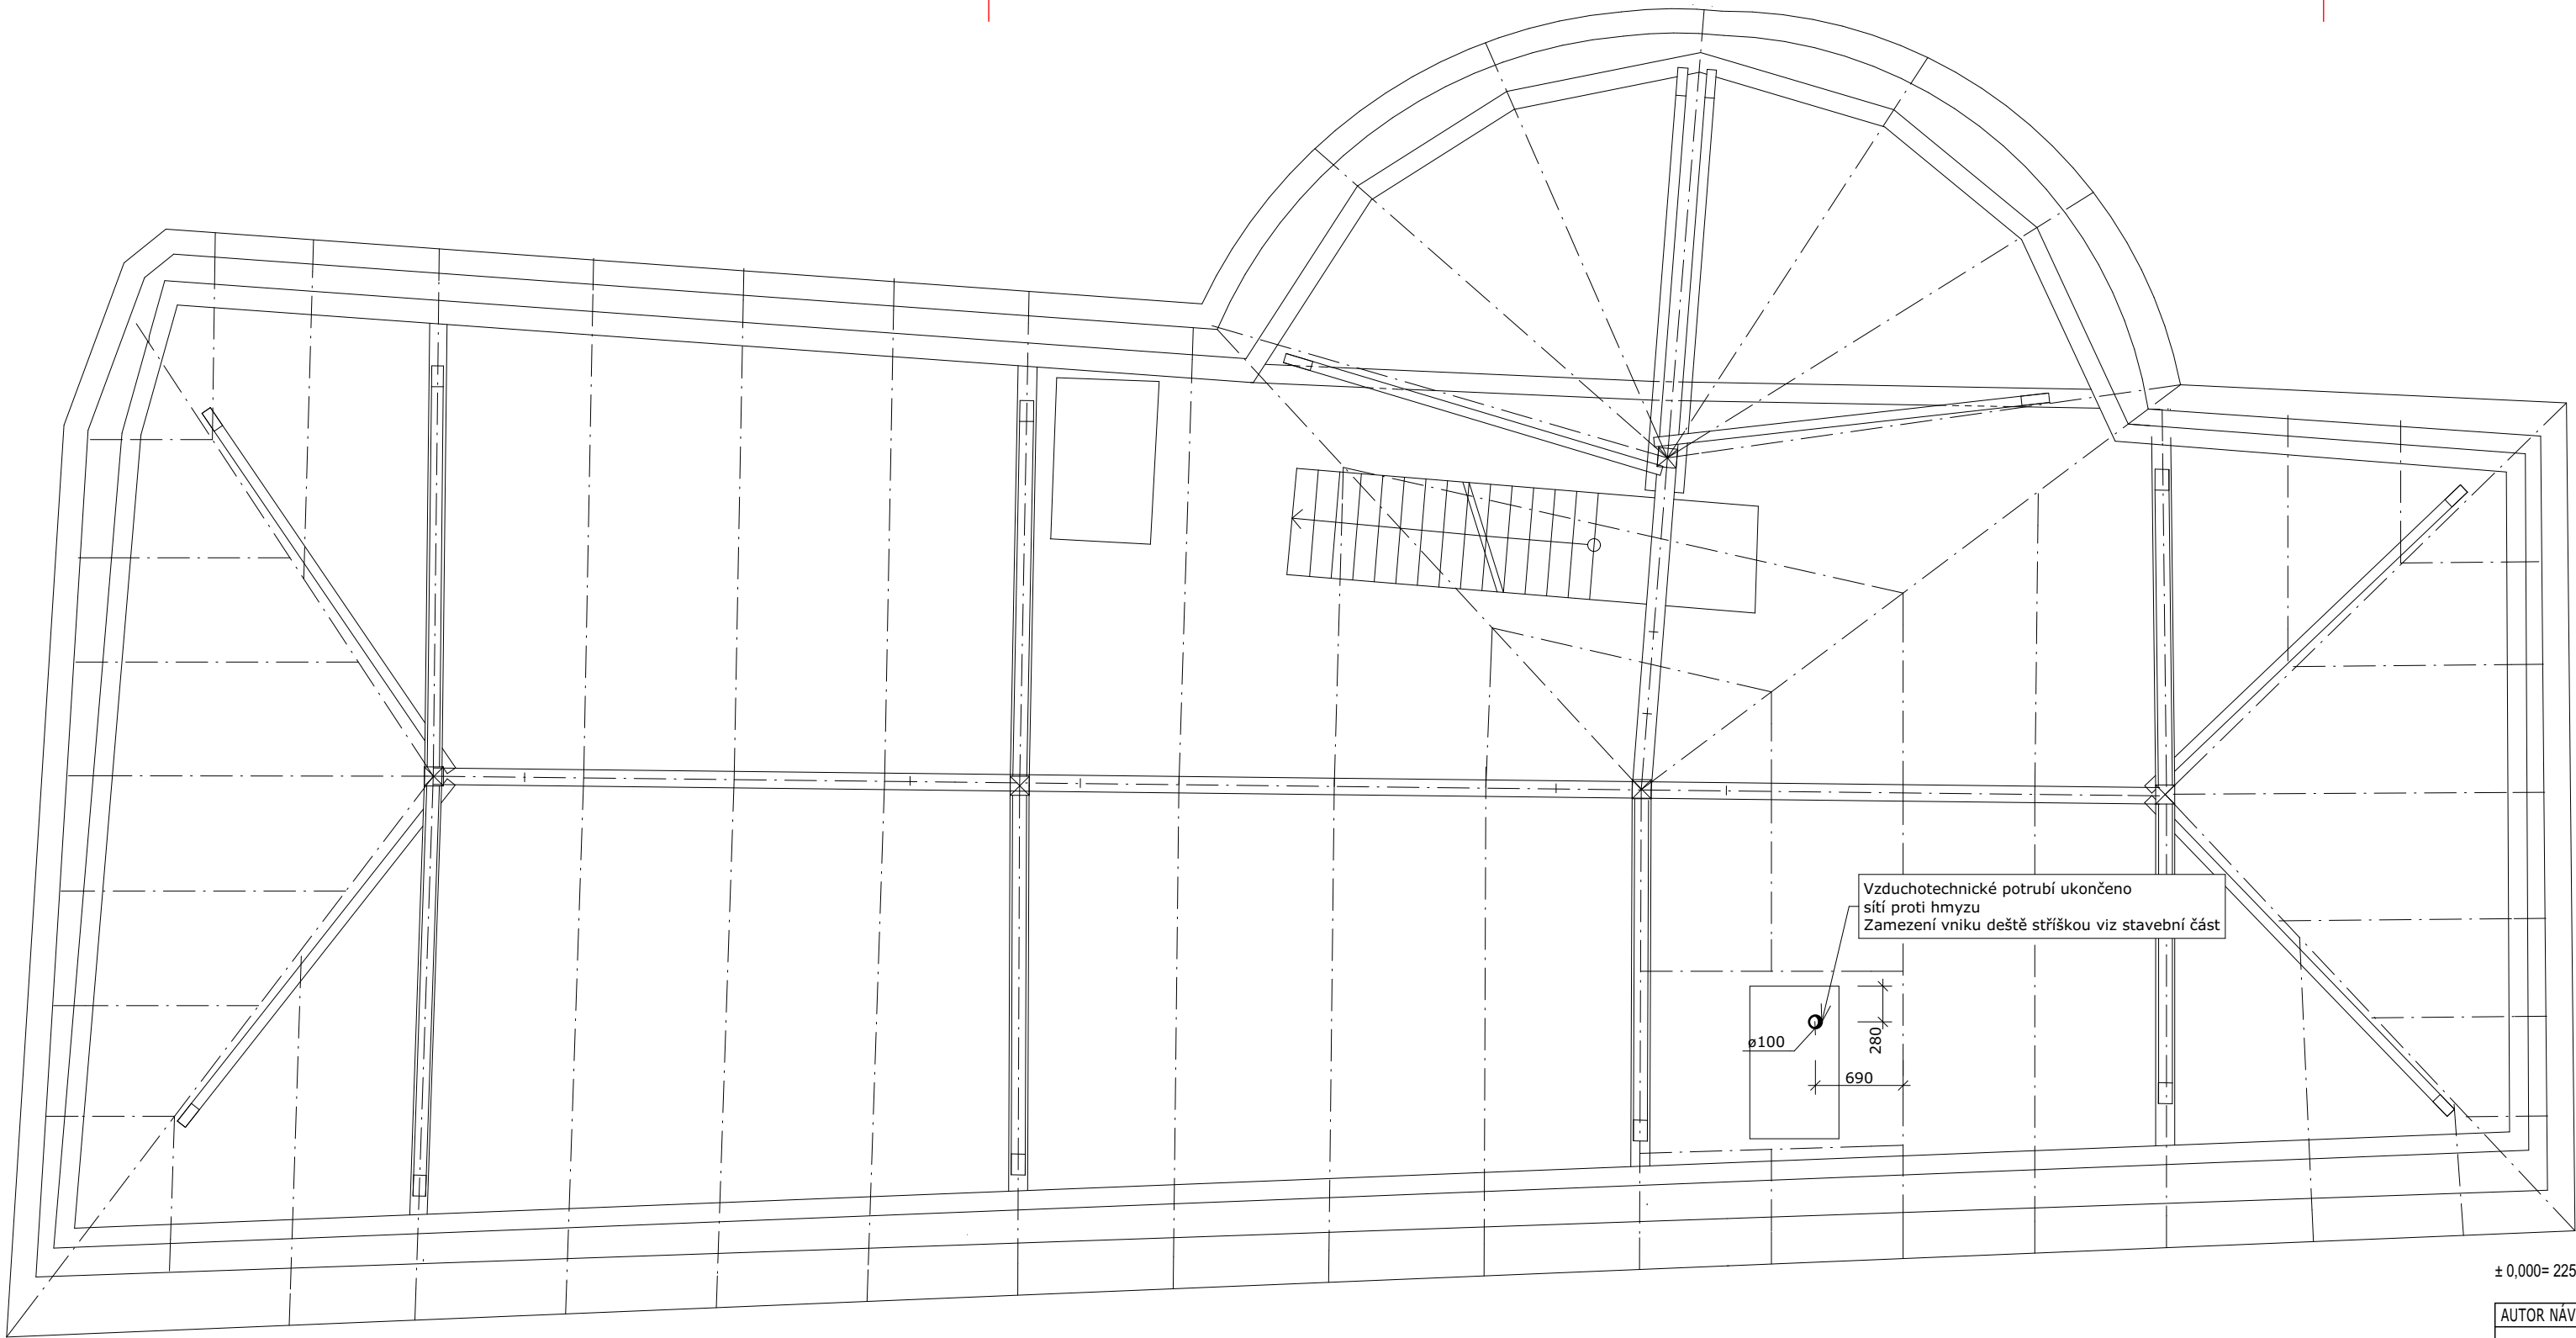 Vzduchotechnické potrubí ukončeno
sítí proti hmyzu
Zamezení vniku deště stříškou viz stavební část
ø100
280
690
± 0,000= 225
AUTOR NÁV